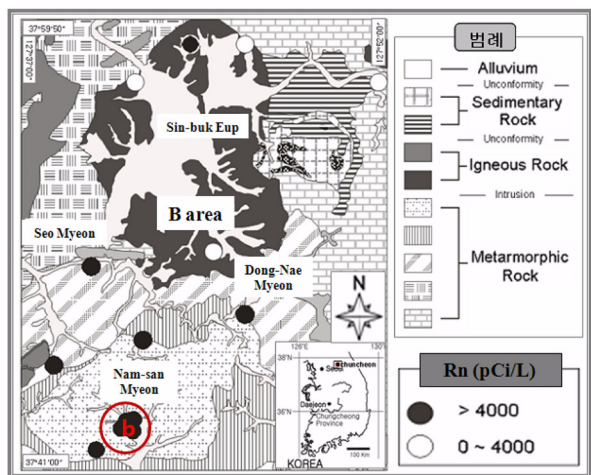 37°59'50"
127°37'00"
127°52'00"
Sin-buk Eup
B area
Seo Myeon
Dong-Nae
Myeon
N
Nam-san
Myeon
b
37°41'00"
126°E
130°
38°N
Chuncheon
Seoul
Daejeon
36°N
Chungcheong
Province
100 Km
KOREA
범례
Alluvium
Unconformity
Sedimentary
Rock
Unconformity
Igneous Rock
Intrusion
Metarmorphic
Rock
Rn (pCi/L)
> 4000
0 ~ 4000